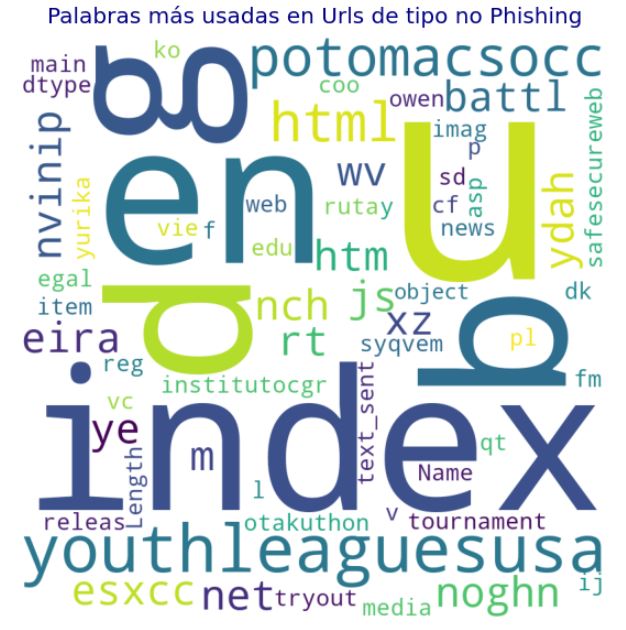 Palabras más usadas en Urls de tipo no Phishing
main
dtype
g
ko
potomacsocc
coo
owen
battl
html
imag
p
nvinip
en
u
wv
sd
asp
safesecureweb
yurika
web
ruta
y
cf
ydah
vie
f
news
edu
htm
egal
d
nch
js
object
dk
item
b
xz
pl
eira
rt
syqvem
reg
institutocgr
fm
vc
index
ye
m
text_sent
qt
Length
l
Name
releas
otakuthon
v
tournament
youthleaguesusa
esxcc
net
tryout
media
noghn
ij